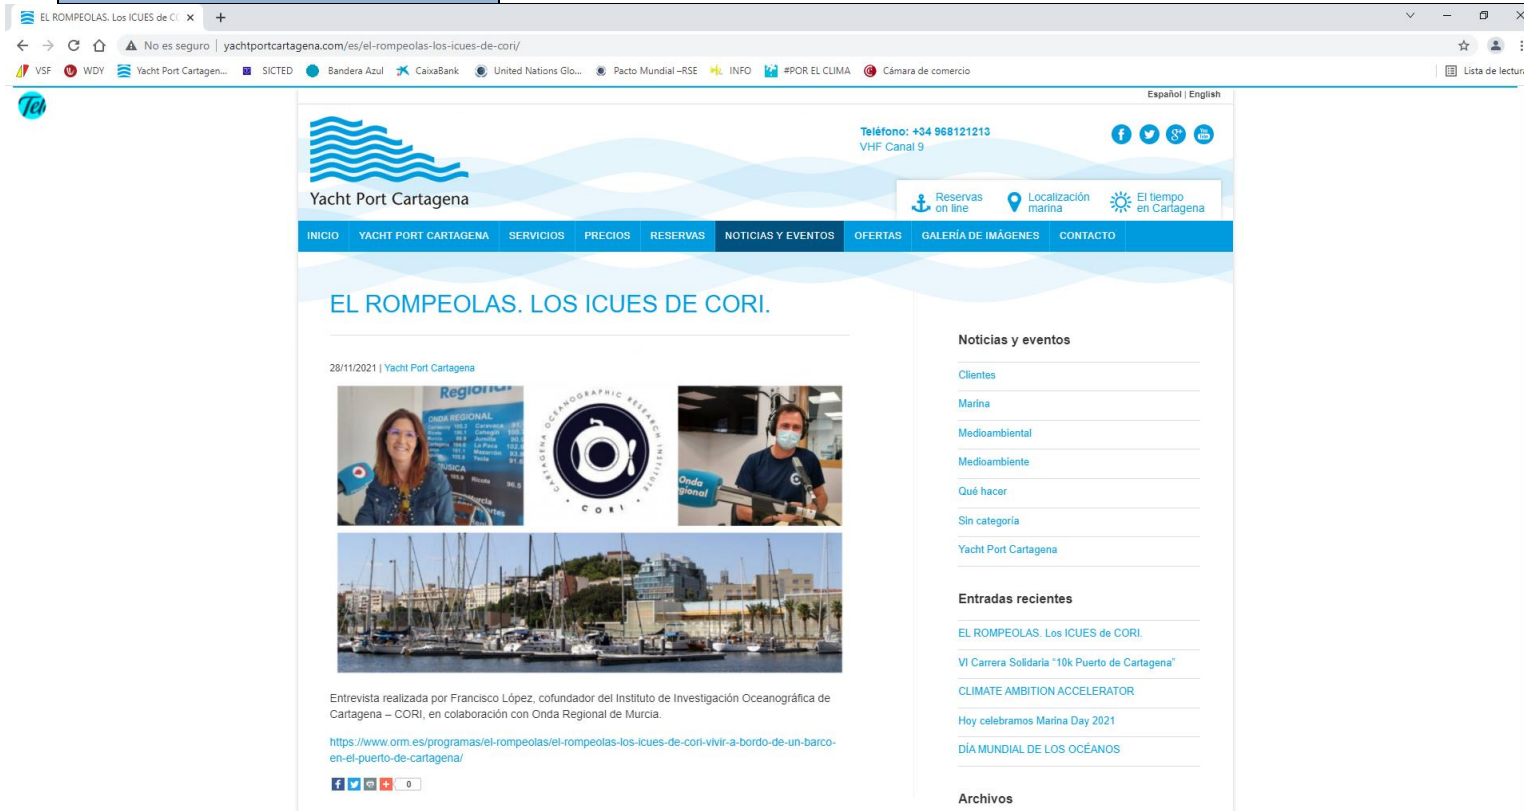 EL ROMPEOLAS. Los ICUES de C
No es seguro | yachtportcartagena.com/es/el-rompeolas-los-icues-de-cori/
VSF WDY Yacht Port Cartagen... SICTED Bandera Azul CaixaBank United Nations Glo... Pacto Mundial –RSE INFO #POR EL CLIMA Cámara de comercio Lista de lectura
Tel
Español | English
Teléfono: +34 968121213
VHF Canal 9
Yacht Port Cartagena
Reservas on line
Localización marina
El tiempo en Cartagena
INICIO YACHT PORT CARTAGENA SERVICIOS PRECIOS RESERVAS NOTICIAS Y EVENTOS OFERTAS GALERÍA DE IMÁGENES CONTACTO
EL ROMPEOLAS. LOS ICUES DE CORI.
28/11/2021 | Yacht Port Cartagena
Regional
ONDA REGIONAL
MÚSICA
CARTAGENA OCEANOGRAPHIC RESEARCH INSTITUTE
CORI
Onda
Regional
Entrevista realizada por Francisco López, cofundador del Instituto de Investigación Oceanográfica de
Cartagena – CORI, en colaboración con Onda Regional de Murcia.
https://www.orm.es/programas/el-rompeolas/el-rompeolas-los-icues-de-cori-vivir-a-bordo-de-un-barco-
en-el-puerto-de-cartagena/
0
Noticias y eventos
Clientes
Marina
Medioambiental
Medioambiente
Qué hacer
Sin categoría
Yacht Port Cartagena
Entradas recientes
EL ROMPEOLAS. Los ICUES de CORI.
VI Carrera Solidaria “10k Puerto de Cartagena”
CLIMATE AMBITION ACCELERATOR
Hoy celebramos Marina Day 2021
DÍA MUNDIAL DE LOS OCÉANOS
Archivos